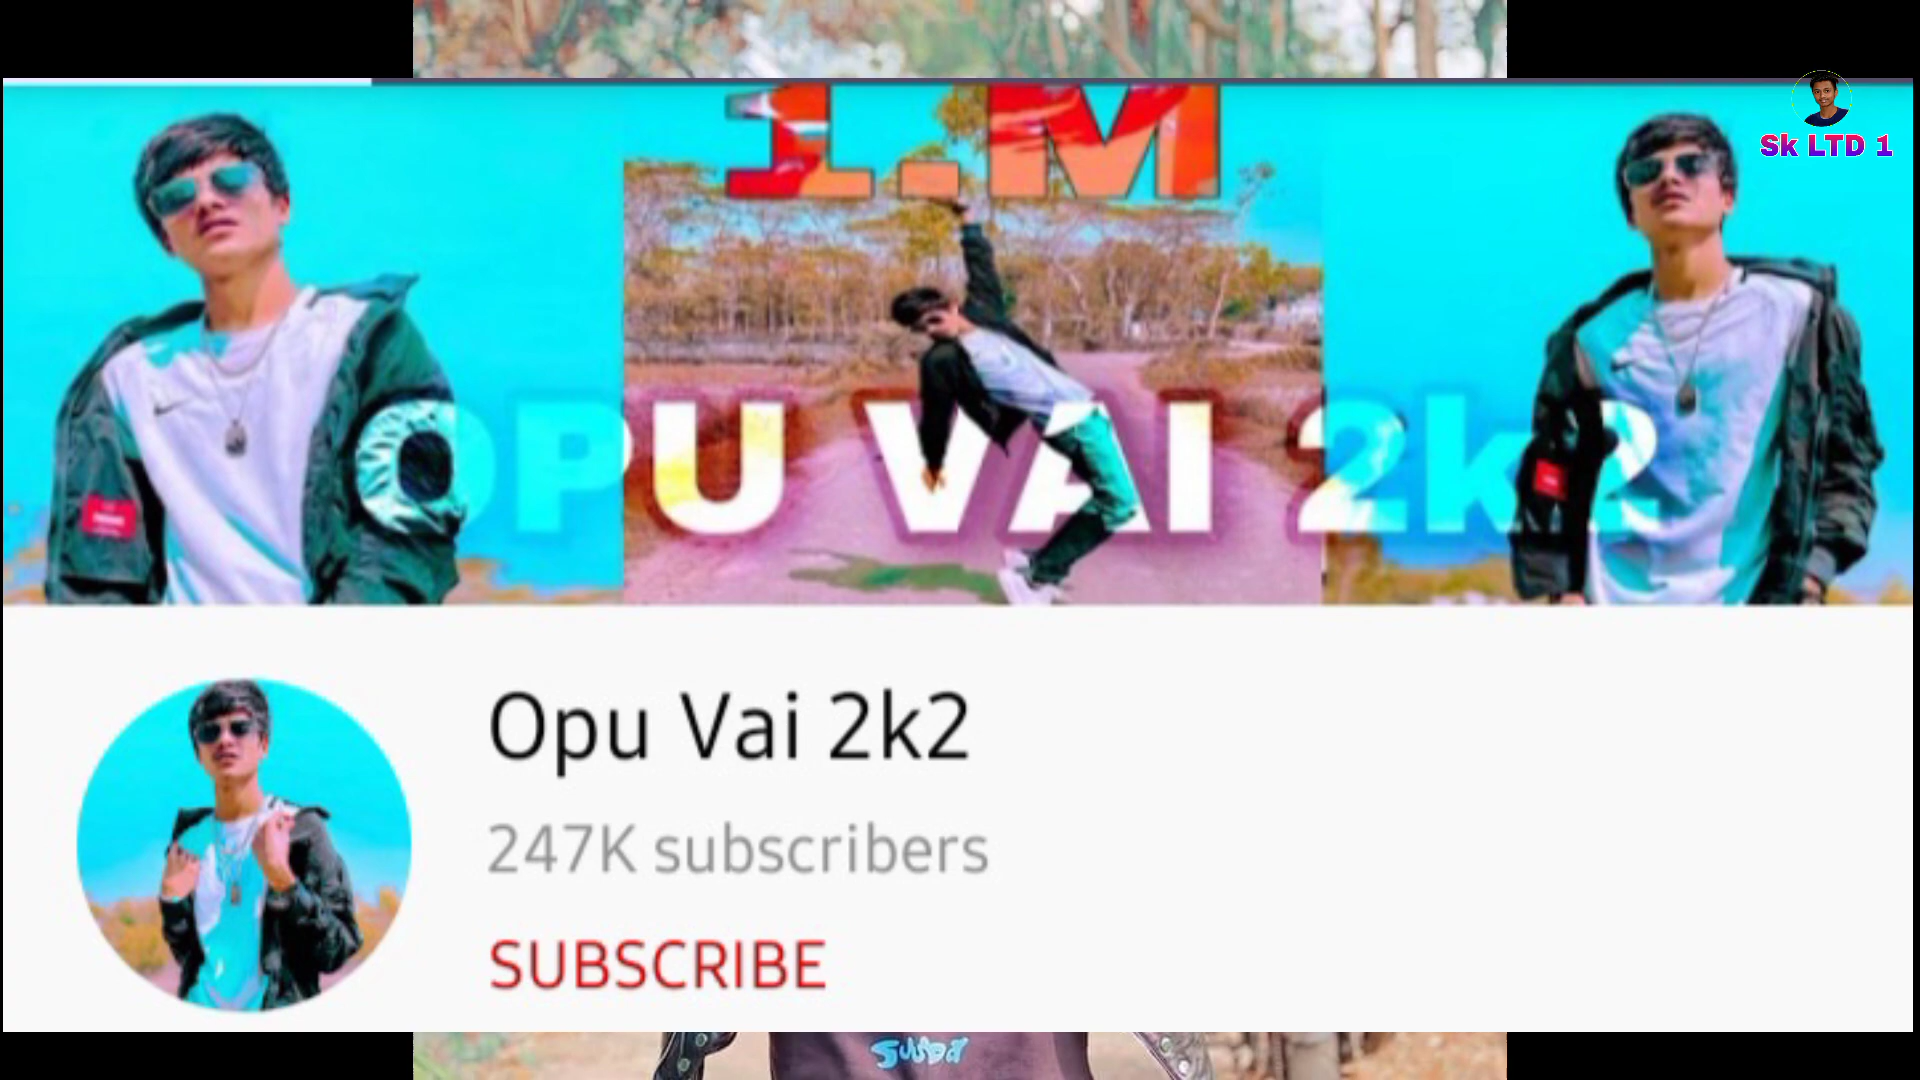 1.M
Sk LTD 1
OPU VAI 2k2
Opu Vai 2k2
247K subscribers
SUBSCRIBE